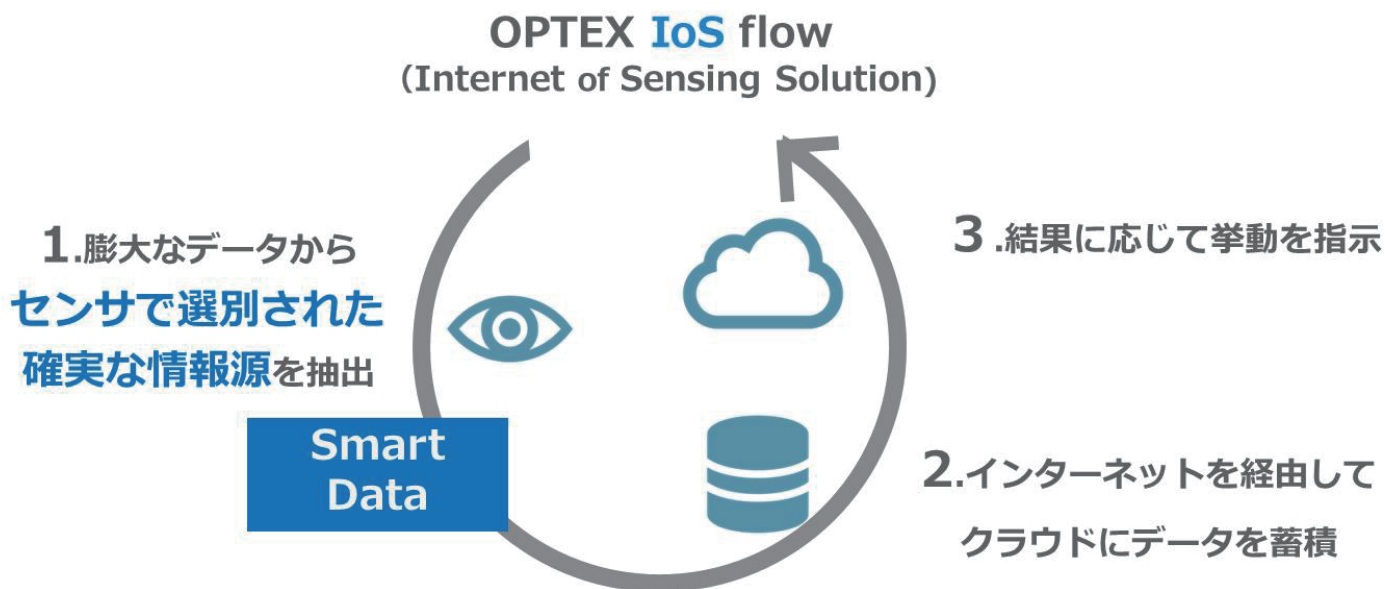 OPTEX IoS flow
(Internet of Sensing Solution)
1.膨大なデータから
センサで選別された
確実な情報源を抽出
Smart
Data
2.インターネットを経由して
クラウドにデータを蓄積
3.結果に応じて挙動を指示